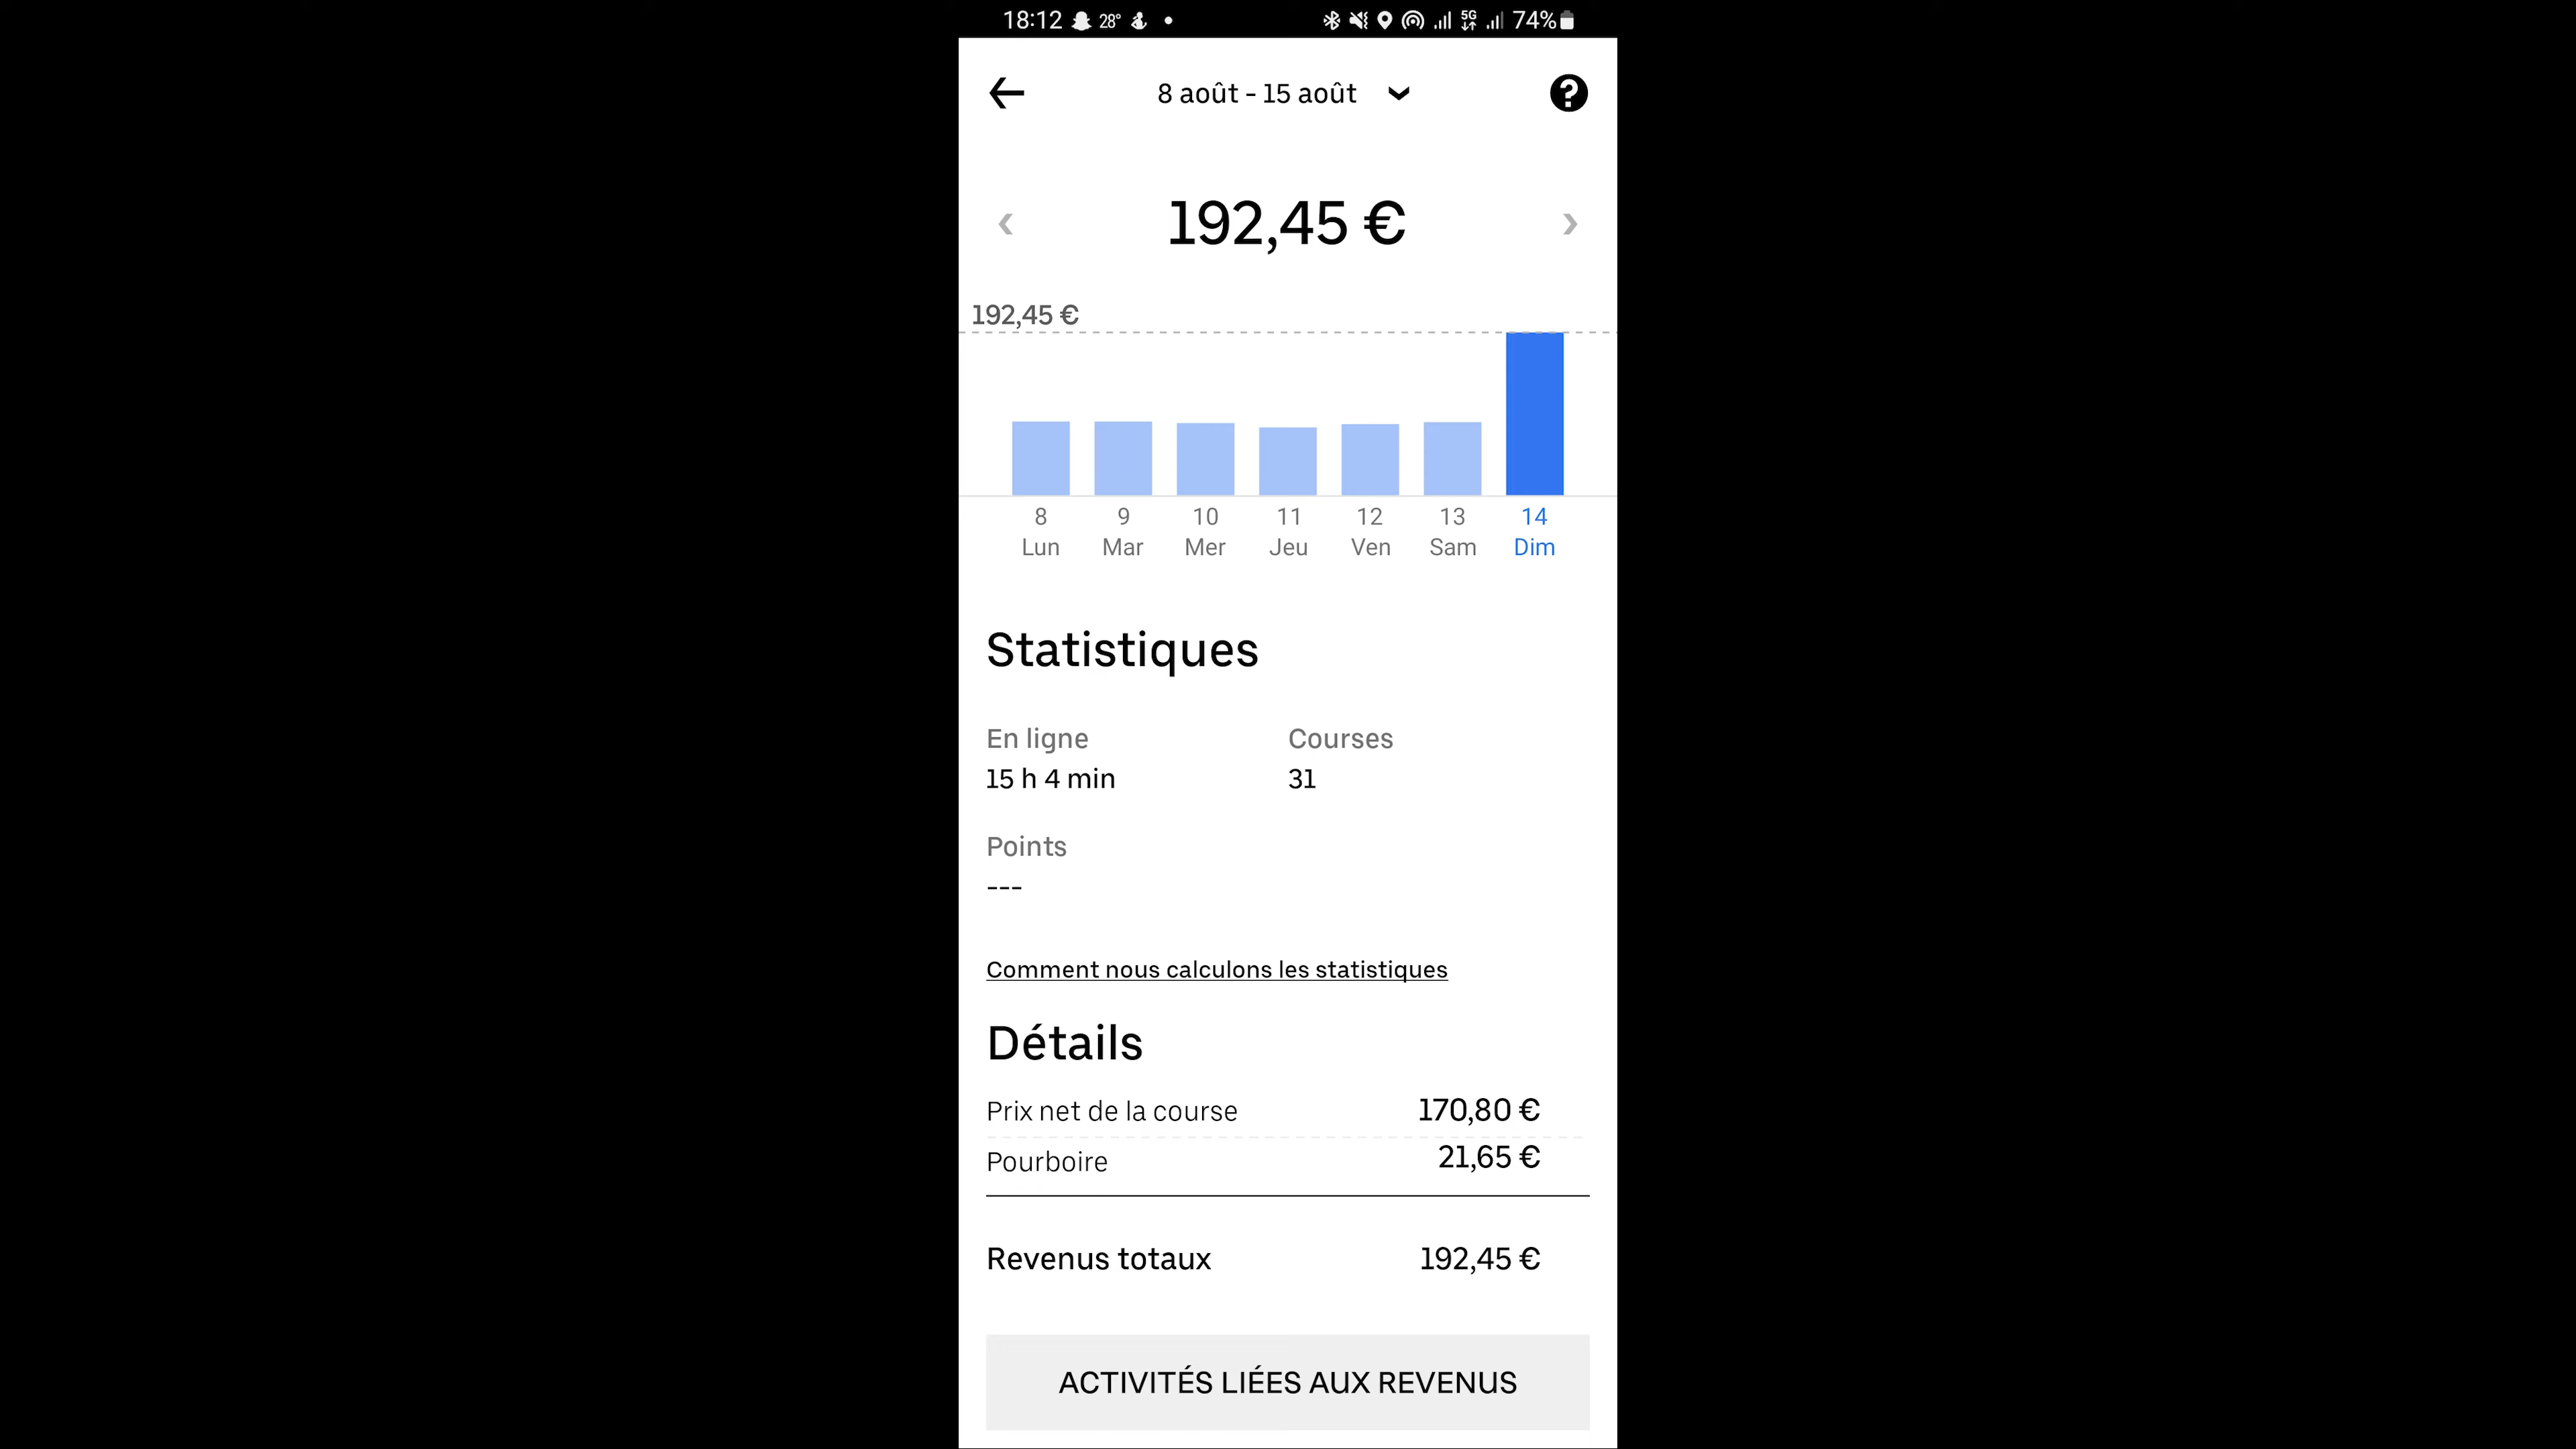 18:12 28° 5G 74%
8 août - 15 août
192,45 €
192,45 €
8 9 10 11 12 13 14
Lun Mar Mer Jeu Ven Sam Dim
Statistiques
En ligne Courses
15 h 4 min 31
Points
---
Comment nous calculons les statistiques
Détails
Prix net de la course 170,80 €
Pourboire 21,65 €
Revenus totaux 192,45 €
ACTIVITÉS LIÉES AUX REVENUS